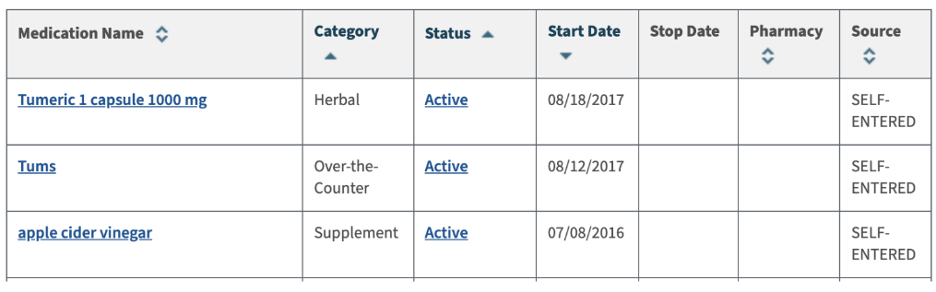 Medication Name Category Status Start Date Stop Date Pharmacy Source
Tumeric 1 capsule 1000 mg Herbal Active 08/18/2017 SELF-
ENTERED
Tums Over-the- Active 08/12/2017 SELF-
Counter ENTERED
apple cider vinegar Supplement Active 07/08/2016 SELF-
ENTERED